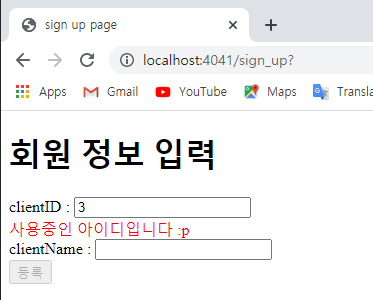 sign up page
localhost:4041/sign_up?
Apps Gmail YouTube Maps Transla
회원 정보 입력
clientID : 3
사용중인 아이디입니다 :p
clientName :
등록